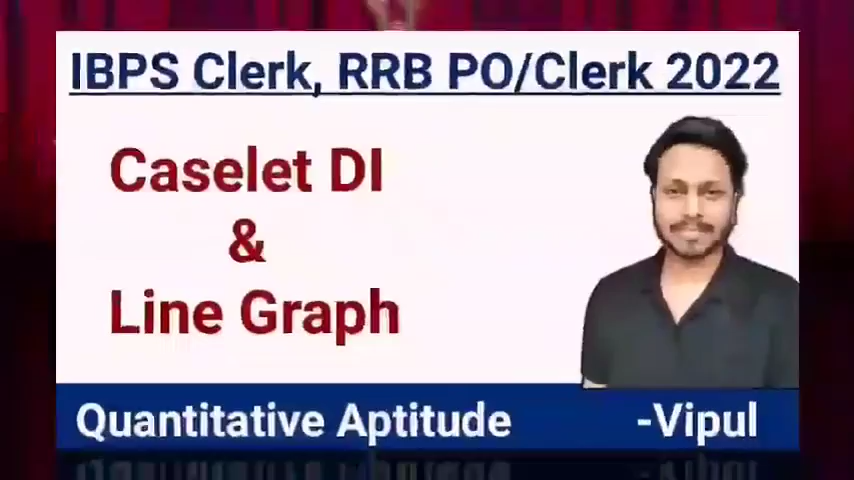 IBPS Clerk, RRB PO/Clerk 2022
Caselet DI
&
Line Graph
Quantitative Aptitude -Vipul